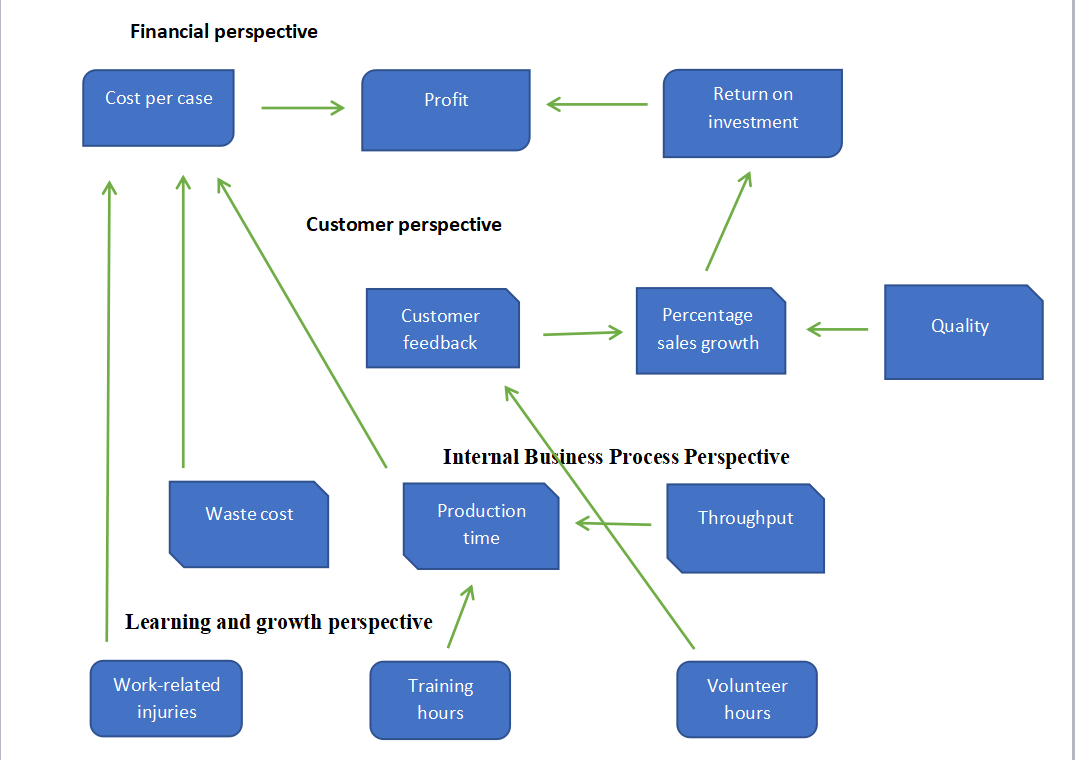 Financial perspective
Cost per case
Profit
Return on
investment
Customer perspective
Customer
feedback
Percentage
sales growth
Quality
Internal Business Process Perspective
Waste cost
Production
time
Throughput
Learning and growth perspective
Work-related
injuries
Training
hours
Volunteer
hours